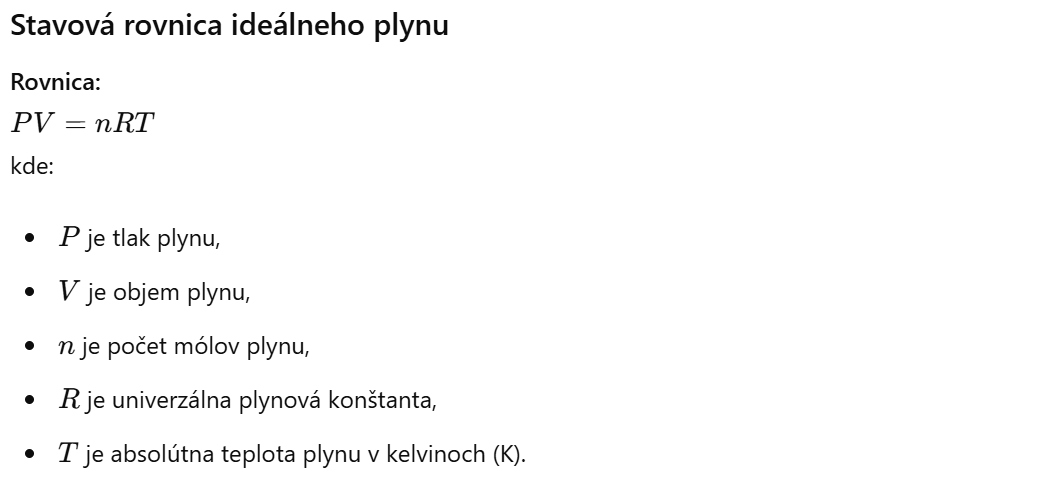 Stavová rovnica ideálneho plynu
Rovnica:
PV = nRT
kde:
• P je tlak plynu,
• V je objem plynu,
• n je počet mólov plynu,
• R je univerzálna plynová konštanta,
• T je absolútna teplota plynu v kelvinoch (K).